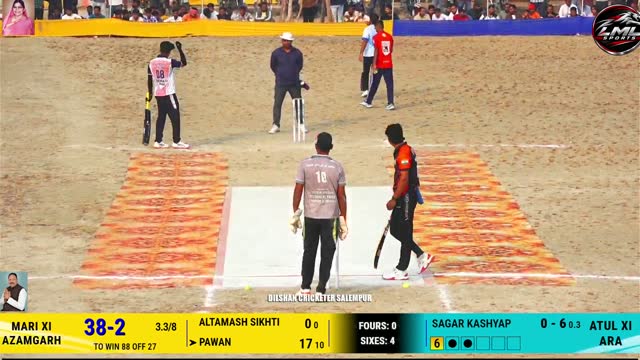 LML
SPORTS
DB
18
DILSHAN CRICKETER SALEMPUR
MARI XI
AZAMGARH
38-2 3.3/8
TO WIN 88 OFF 27
ALTAMASH SIKHTI 0 0
PAWAN 17 10
FOURS: 0
SIXES: 4
SAGAR KASHYAP 0 - 6 0.3
6
ATUL XI
ARA